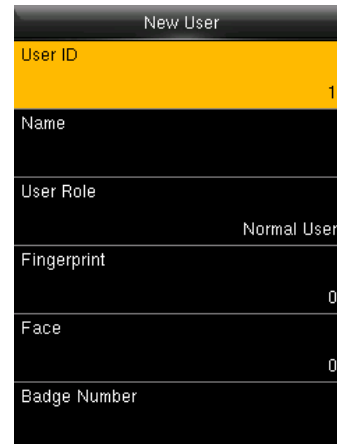 New User
User ID
1
Name
User Role
Normal User
Fingerprint
0
Face
0
Badge Number